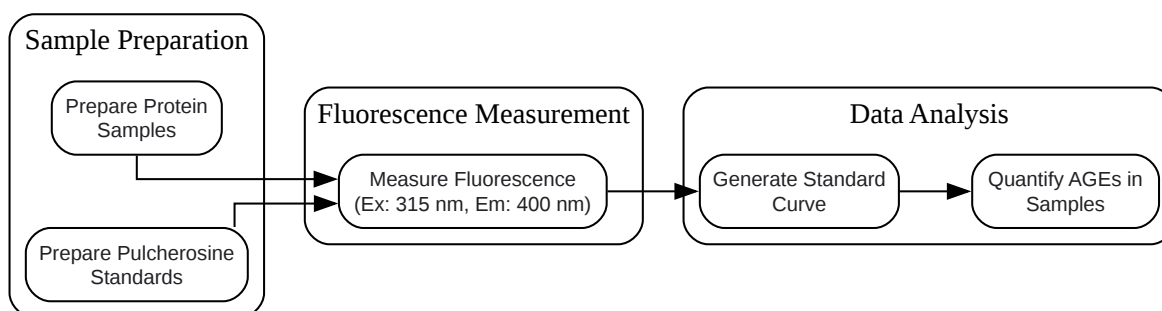 Sample Preparation
Prepare Protein
Samples
Prepare Pulcherosine
Standards
Fluorescence Measurement
Measure Fluorescence
(Ex: 315 nm, Em: 400 nm)
Data Analysis
Generate Standard
Curve
Quantify AGEs in
Samples